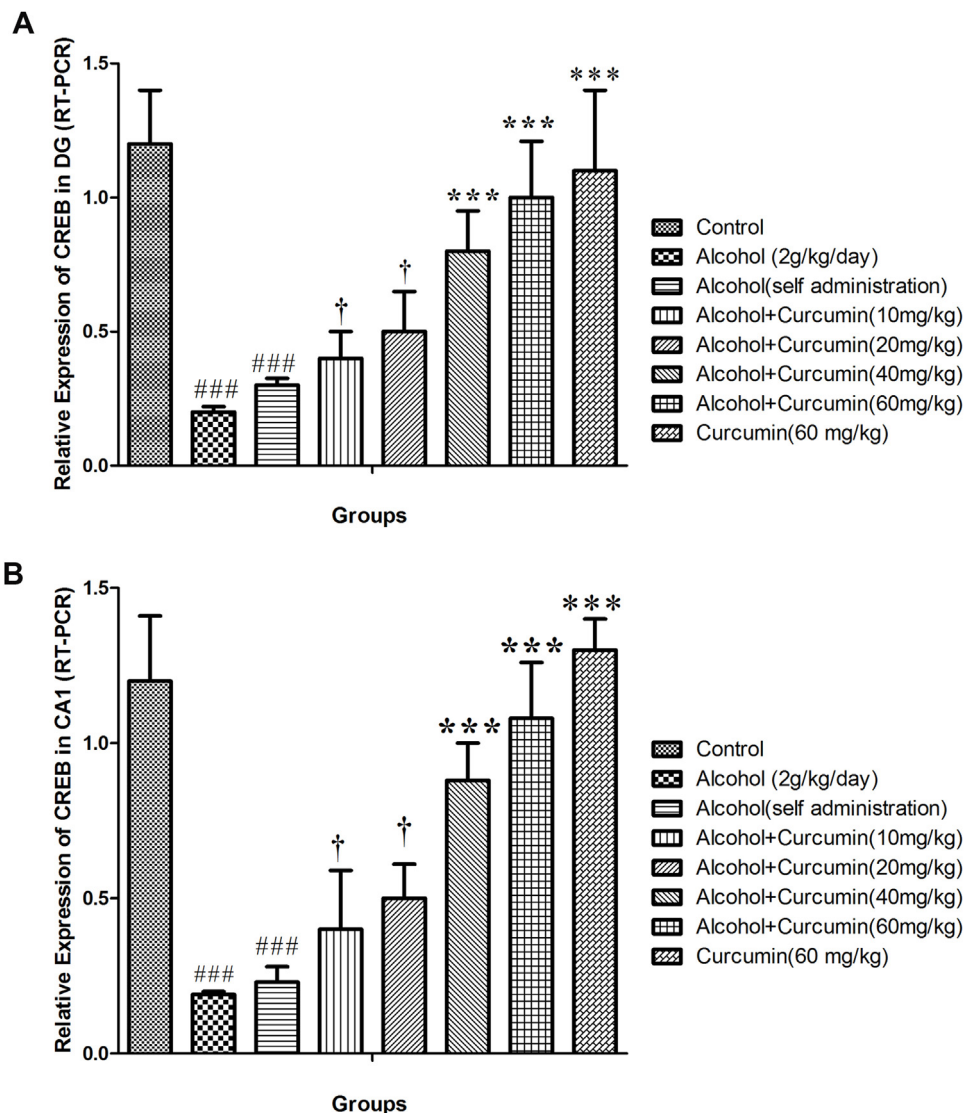 A
Relative Expression of CREB in DG (RT-PCR)
1.5
1.0
0.5
0.0
###
###
†
†
***
***
***
Groups
Control
Alcohol (2g/kg/day)
Alcohol(self administration)
Alcohol+Curcumin(10mg/kg)
Alcohol+Curcumin(20mg/kg)
Alcohol+Curcumin(40mg/kg)
Alcohol+Curcumin(60mg/kg)
Curcumin(60 mg/kg)
B
Relative Expression of CREB in CA1 (RT-PCR)
1.5
1.0
0.5
0.0
###
###
†
†
***
***
***
Groups
Control
Alcohol (2g/kg/day)
Alcohol(self administration)
Alcohol+Curcumin(10mg/kg)
Alcohol+Curcumin(20mg/kg)
Alcohol+Curcumin(40mg/kg)
Alcohol+Curcumin(60mg/kg)
Curcumin(60 mg/kg)